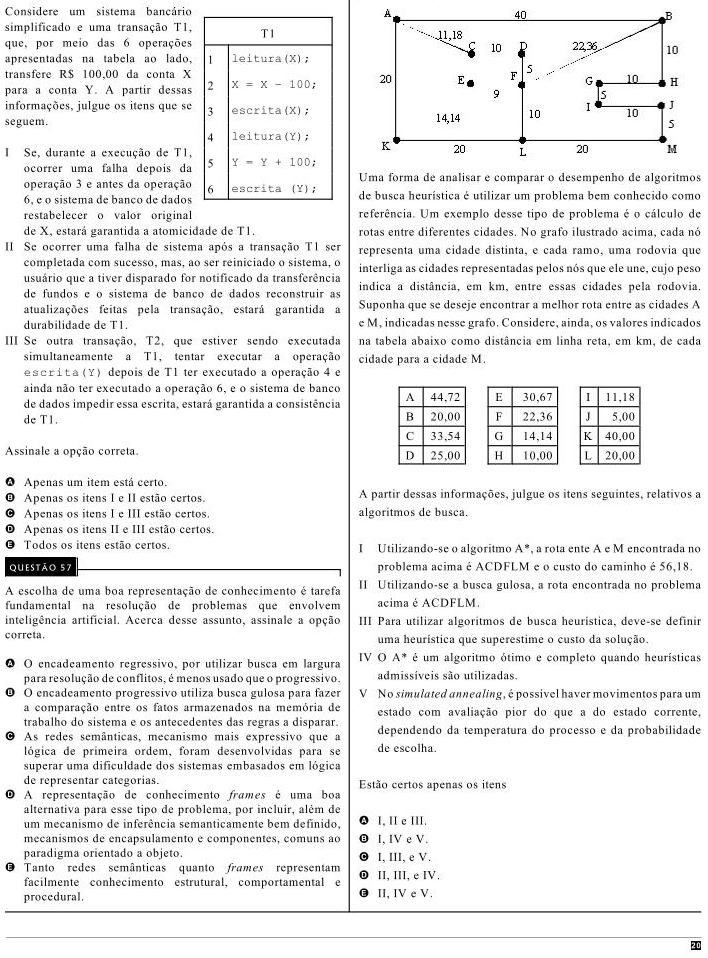 Considere um sistema bancário
simplificado e uma transação T1,
que, por meio das 6 operações
apresentadas na tabela ao lado,
transfere R$ 100,00 da conta X
para a conta Y. A partir dessas
informações, julgue os itens que se
seguem.
T1
1 leitura(X);
2 X = X - 100;
3 escrita(X);
4 leitura(Y);
5 Y = Y + 100;
6 escrita (Y);
I Se, durante a execução de T1,
ocorrer uma falha depois da
operação 3 e antes da operação
6, e o sistema de banco de dados
restabelecer o valor original
de X, estará garantida a atomicidade de T1.
II Se ocorrer uma falha de sistema após a transação T1 ser
completada com sucesso, mas, ao ser reiniciado o sistema, o
usuário que a tiver disparado for notificado da transferência
de fundos e o sistema de banco de dados reconstruir as
atualizações feitas pela transação, estará garantida a
durabilidade de T1.
III Se outra transação, T2, que estiver sendo executada
simultaneamente a T1, tentar executar a operação
escrita(Y) depois de T1 ter executado a operação 4 e
ainda não ter executado a operação 6, e o sistema de banco
de dados impedir essa escrita, estará garantida a consistência
de T1.
Assinale a opção correta.
A Apenas um item está certo.
B Apenas os itens I e II estão certos.
C Apenas os itens I e III estão certos.
D Apenas os itens II e III estão certos.
E Todos os itens estão certos.
QUESTÃO 57
A escolha de uma boa representação de conhecimento é tarefa
fundamental na resolução de problemas que envolvem
inteligência artificial. Acerca desse assunto, assinale a opção
correta.
A O encadeamento regressivo, por utilizar busca em largura
para resolução de conflitos, é menos usado que o progressivo.
B O encadeamento progressivo utiliza busca gulosa para fazer
a comparação entre os fatos armazenados na memória de
trabalho do sistema e os antecedentes das regras a disparar.
C As redes semânticas, mecanismo mais expressivo que a
lógica de primeira ordem, foram desenvolvidas para se
superar uma dificuldade dos sistemas embasados em lógica
de representar categorias.
D A representação de conhecimento frames é uma boa
alternativa para esse tipo de problema, por incluir, além de
um mecanismo de inferência semanticamente bem definido,
mecanismos de encapsulamento e componentes, comuns ao
paradigma orientado a objeto.
E Tanto redes semânticas quanto frames representam
facilmente conhecimento estrutural, comportamental e
procedural.
A 40 B
11,18 C 10 D 22,36 10
20 E F 5 G 10 H
9 5
14,14 10 I 10 J
5
K 20 L 20 M
Uma forma de analisar e comparar o desempenho de algoritmos
de busca heurística é utilizar um problema bem conhecido como
referência. Um exemplo desse tipo de problema é o cálculo de
rotas entre diferentes cidades. No grafo ilustrado acima, cada nó
representa uma cidade distinta, e cada ramo, uma rodovia que
interliga as cidades representadas pelos nós que ele une, cujo peso
indica a distância, em km, entre essas cidades pela rodovia.
Suponha que se deseje encontrar a melhor rota entre as cidades A
e M, indicadas nesse grafo. Considere, ainda, os valores indicados
na tabela abaixo como distância em linha reta, em km, de cada
cidade para a cidade M.
A 44,72 E 30,67 I 11,18
B 20,00 F 22,36 J 5,00
C 33,54 G 14,14 K 40,00
D 25,00 H 10,00 L 20,00
A partir dessas informações, julgue os itens seguintes, relativos a
algoritmos de busca.
I Utilizando-se o algoritmo A*, a rota ente A e M encontrada no
problema acima é ACDFLM e o custo do caminho é 56,18.
II Utilizando-se a busca gulosa, a rota encontrada no problema
acima é ACDFLM.
III Para utilizar algoritmos de busca heurística, deve-se definir
uma heurística que superestime o custo da solução.
IV O A* é um algoritmo ótimo e completo quando heurísticas
admissíveis são utilizadas.
V No simulated annealing, é possível haver movimentos para um
estado com avaliação pior do que a do estado corrente,
dependendo da temperatura do processo e da probabilidade
de escolha.
Estão certos apenas os itens
A I, II e III.
B I, IV e V.
C I, III, e V.
D II, III, e IV.
E II, IV e V.
20